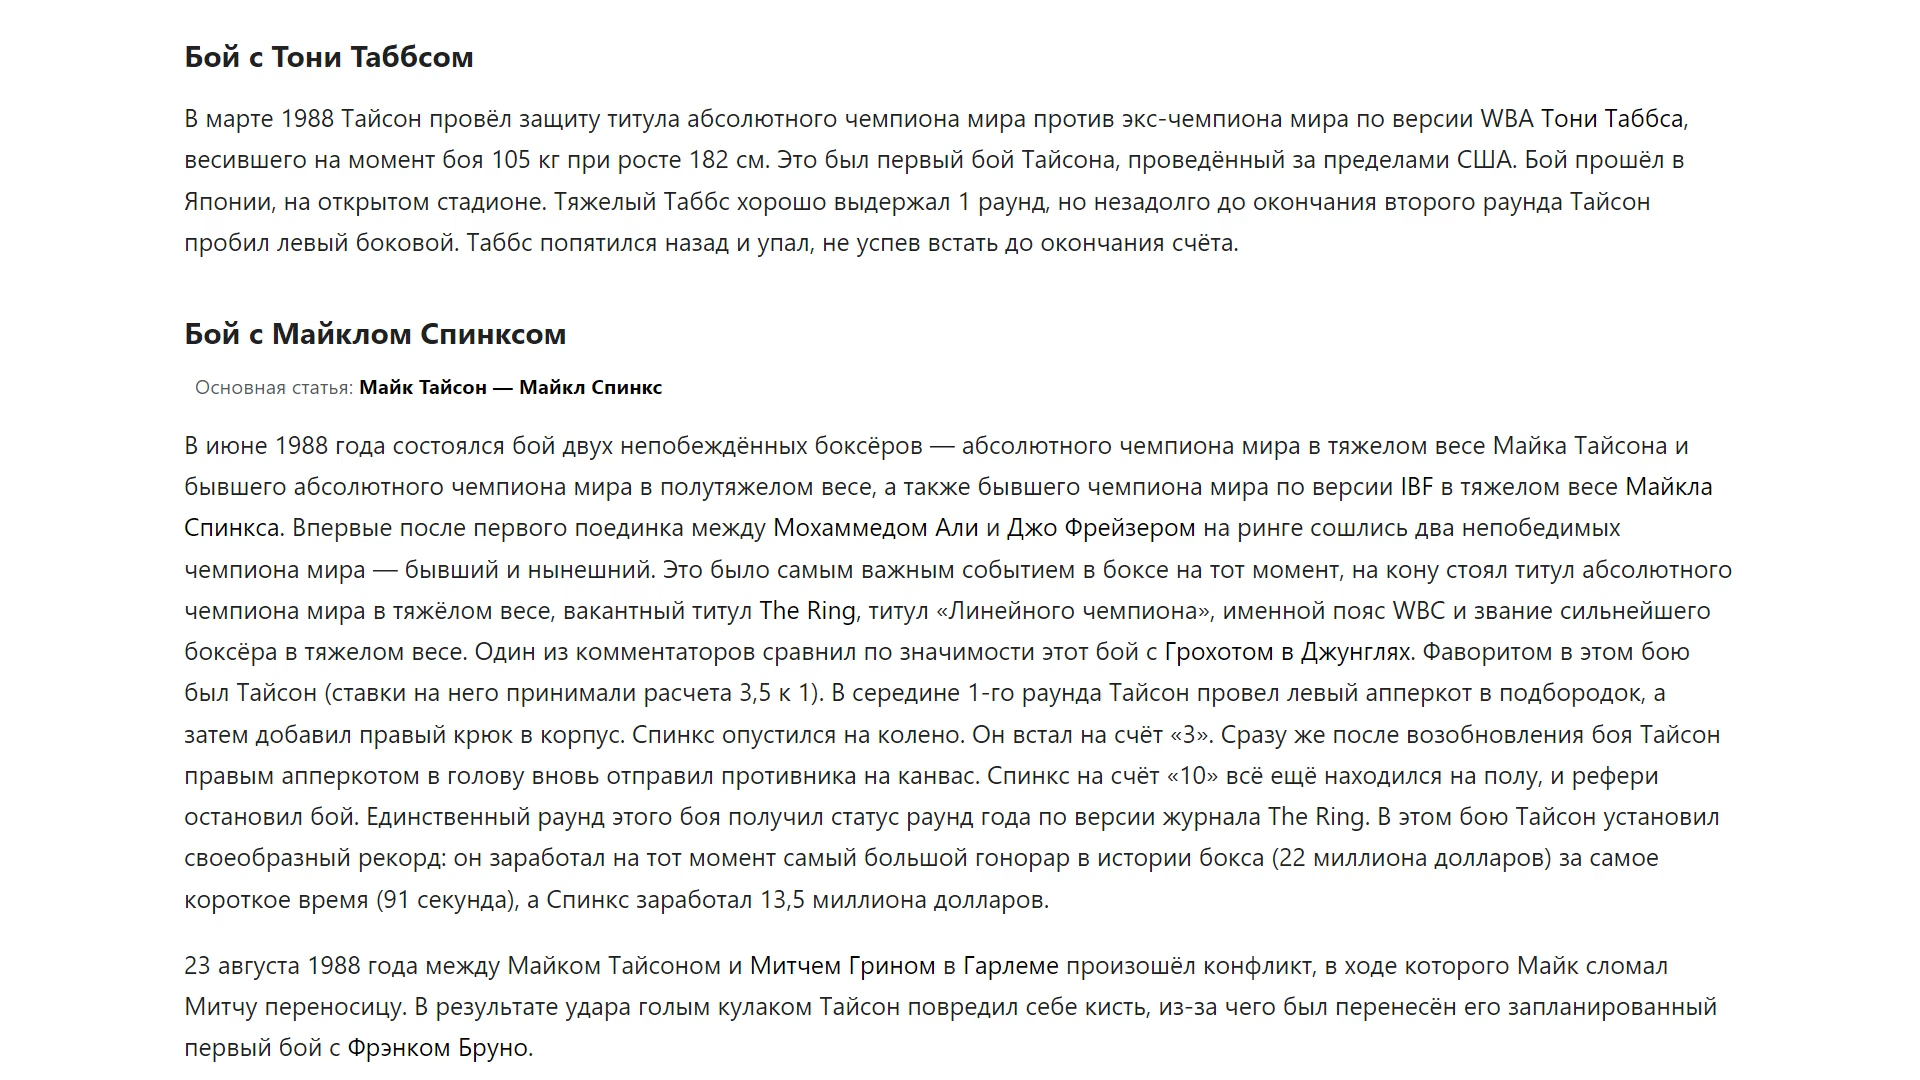 Бой с Тони Таббсом
В марте 1988 Тайсон провёл защиту титула абсолютного чемпиона мира против экс-чемпиона мира по версии WBA Тони Таббса,
весившего на момент боя 105 кг при росте 182 см. Это был первый бой Тайсона, проведённый за пределами США. Бой прошёл в
Японии, на открытом стадионе. Тяжелый Таббс хорошо выдержал 1 раунд, но незадолго до окончания второго раунда Тайсон
пробил левый боковой. Таббс попятился назад и упал, не успев встать до окончания счёта.
Бой с Майклом Спинксом
Основная статья: Майк Тайсон — Майкл Спинкс
В июне 1988 года состоялся бой двух непобеждённых боксёров — абсолютного чемпиона мира в тяжелом весе Майка Тайсона и
бывшего абсолютного чемпиона мира в полутяжелом весе, а также бывшего чемпиона мира по версии IBF в тяжелом весе Майкла
Спинкса. Впервые после первого поединка между Мохаммедом Али и Джо Фрейзером на ринге сошлись два непобедимых
чемпиона мира — бывший и нынешний. Это было самым важным событием в боксе на тот момент, на кону стоял титул абсолютного
чемпиона мира в тяжёлом весе, вакантный титул The Ring, титул «Линейного чемпиона», именной пояс WBC и звание сильнейшего
боксёра в тяжелом весе. Один из комментаторов сравнил по значимости этот бой с Грохотом в Джунглях. Фаворитом в этом бою
был Тайсон (ставки на него принимали расчета 3,5 к 1). В середине 1-го раунда Тайсон провел левый апперкот в подбородок, а
затем добавил правый крюк в корпус. Спинкс опустился на колено. Он встал на счёт «3». Сразу же после возобновления боя Тайсон
правым апперкотом в голову вновь отправил противника на канвас. Спинкс на счёт «10» всё ещё находился на полу, и рефери
остановил бой. Единственный раунд этого боя получил статус раунд года по версии журнала The Ring. В этом бою Тайсон установил
своеобразный рекорд: он заработал на тот момент самый большой гонорар в истории бокса (22 миллиона долларов) за самое
короткое время (91 секунда), а Спинкс заработал 13,5 миллиона долларов.
23 августа 1988 года между Майком Тайсоном и Митчем Грином в Гарлеме произошёл конфликт, в ходе которого Майк сломал
Митчу переносицу. В результате удара голым кулаком Тайсон повредил себе кисть, из-за чего был перенесён его запланированный
первый бой с Фрэнком Бруно.